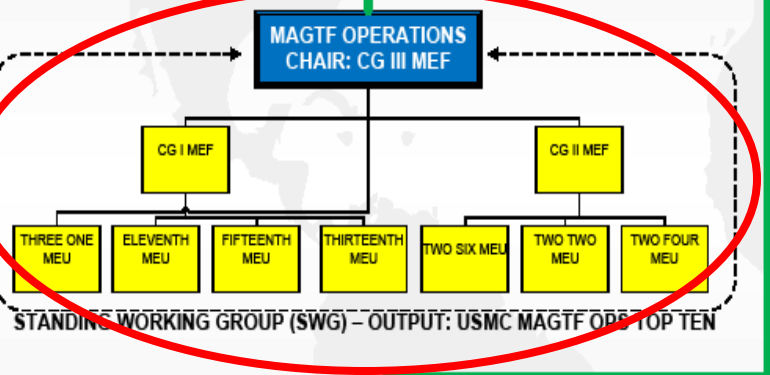 MAGTF OPERATIONS
CHAIR: CG III MEF
CG I MEF
CG II MEF
THREE ONE
MEU
ELEVENTH
MEU
FIFTEENTH
MEU
THIRTEENTH
MEU
TWO SIX MEU
TWO TWO
MEU
TWO FOUR
MEU
STANDING WORKING GROUP (SWG) – OUTPUT: USMC MAGTF OPS TOP TEN